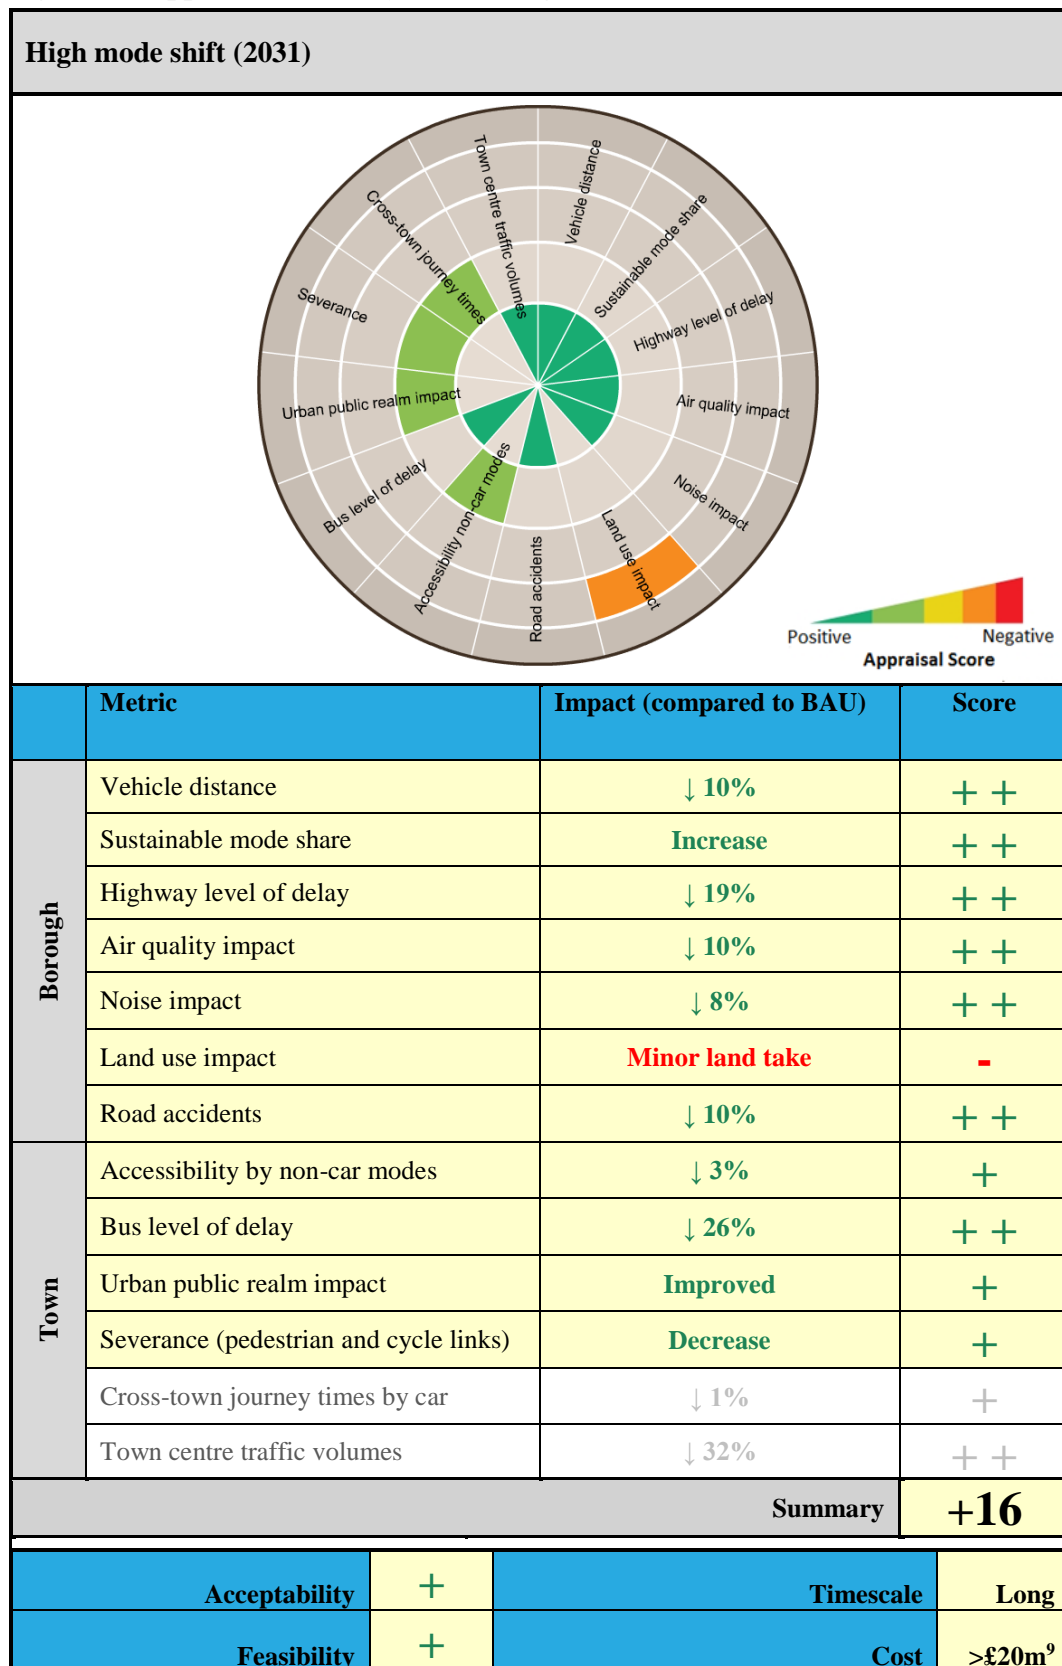 High mode shift (2031)
Town centre traffic volumes
Vehicle distance
Cross-town journey times
Sustainable mode share
Severance
Highway level of delay
Urban public realm impact
Air quality impact
Bus level of delay
Noise impact
Accessibility non-car modes
Road accidents
Land use impact
Positive Negative
Appraisal Score
Metric Impact (compared to BAU) Score
Borough
Vehicle distance ↓ 10% + +
Sustainable mode share Increase + +
Highway level of delay ↓ 19% + +
Air quality impact ↓ 10% + +
Noise impact ↓ 8% + +
Land use impact Minor land take -
Road accidents ↓ 10% + +
Town
Accessibility by non-car modes ↓ 3% +
Bus level of delay ↓ 26% + +
Urban public realm impact Improved +
Severance (pedestrian and cycle links) Decrease +
Cross-town journey times by car ↓ 1% +
Town centre traffic volumes ↓ 32% + +
Summary +16
Acceptability + Timescale Long
Feasibility + Cost >£20m⁹